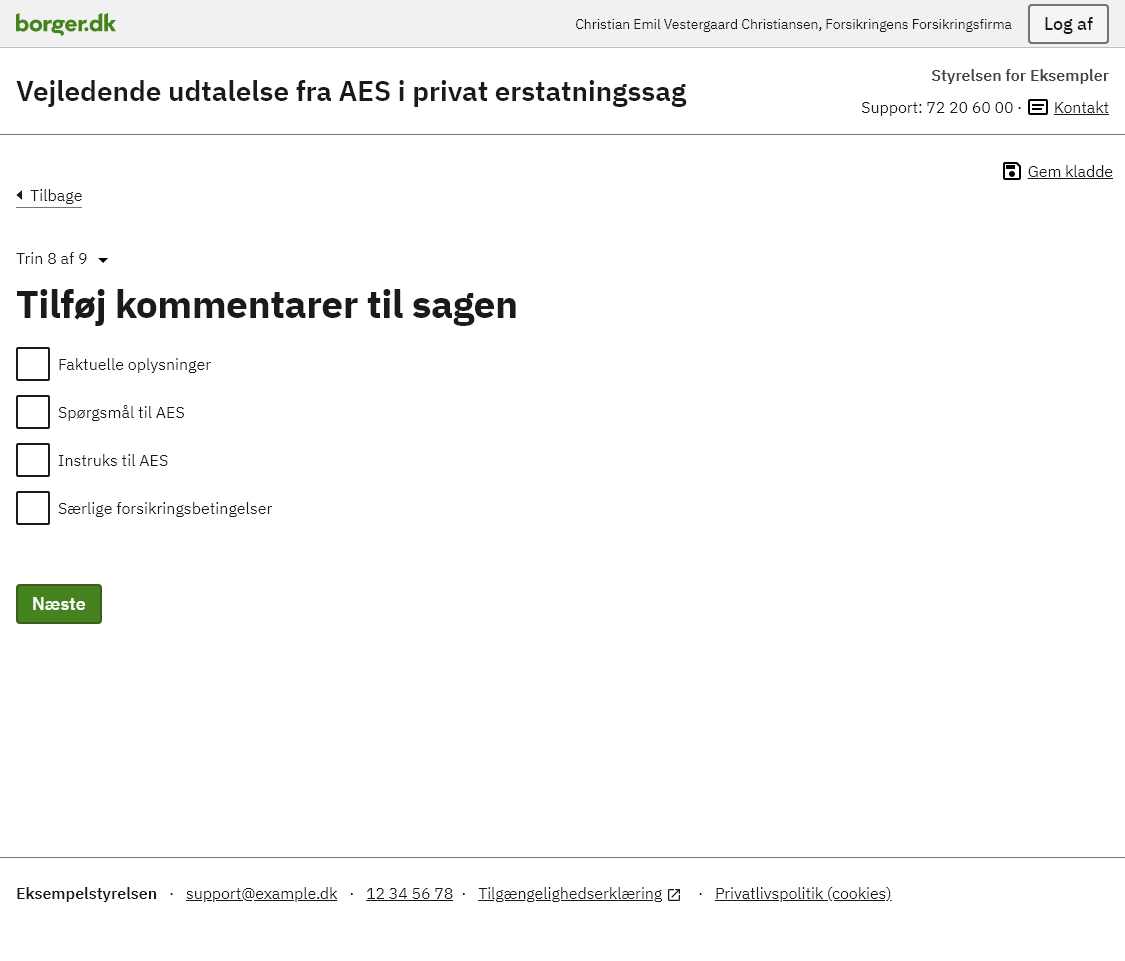 borger.dk
Christian Emil Vestergaard Christiansen, Forsikringens Forsikringsfirma
Log af
Vejledende udtalelse fra AES i privat erstatningssag
Styrelsen for Eksempler
Support: 72 20 60 00 · Kontakt
Gem kladde
Tilbage
Trin 8 af 9
Tilføj kommentarer til sagen
Faktuelle oplysninger
Spørgsmål til AES
Instruks til AES
Særlige forsikringsbetingelser
Næste
Eksempelstyrelsen · support@example.dk · 12 34 56 78 · Tilgængelighedserklæring · Privatlivspolitik (cookies)